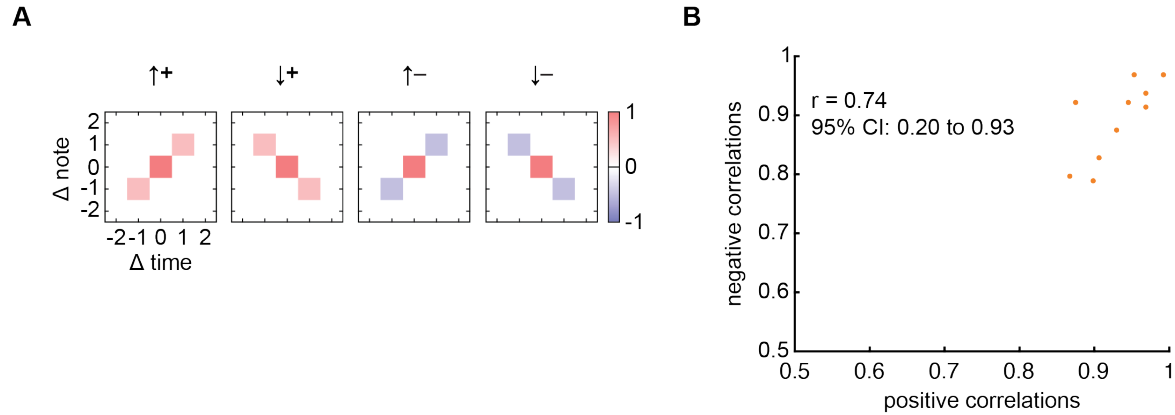 A
↑+ ↓+ ↑− ↓−
2
1
0
-1
-2
Δ note
-2 -1 0 1 2
Δ time
1
0
-1
B
1
0.9
0.8
0.7
0.6
0.5
negative correlations
r = 0.74
95% CI: 0.20 to 0.93
0.5 0.6 0.7 0.8 0.9 1
positive correlations